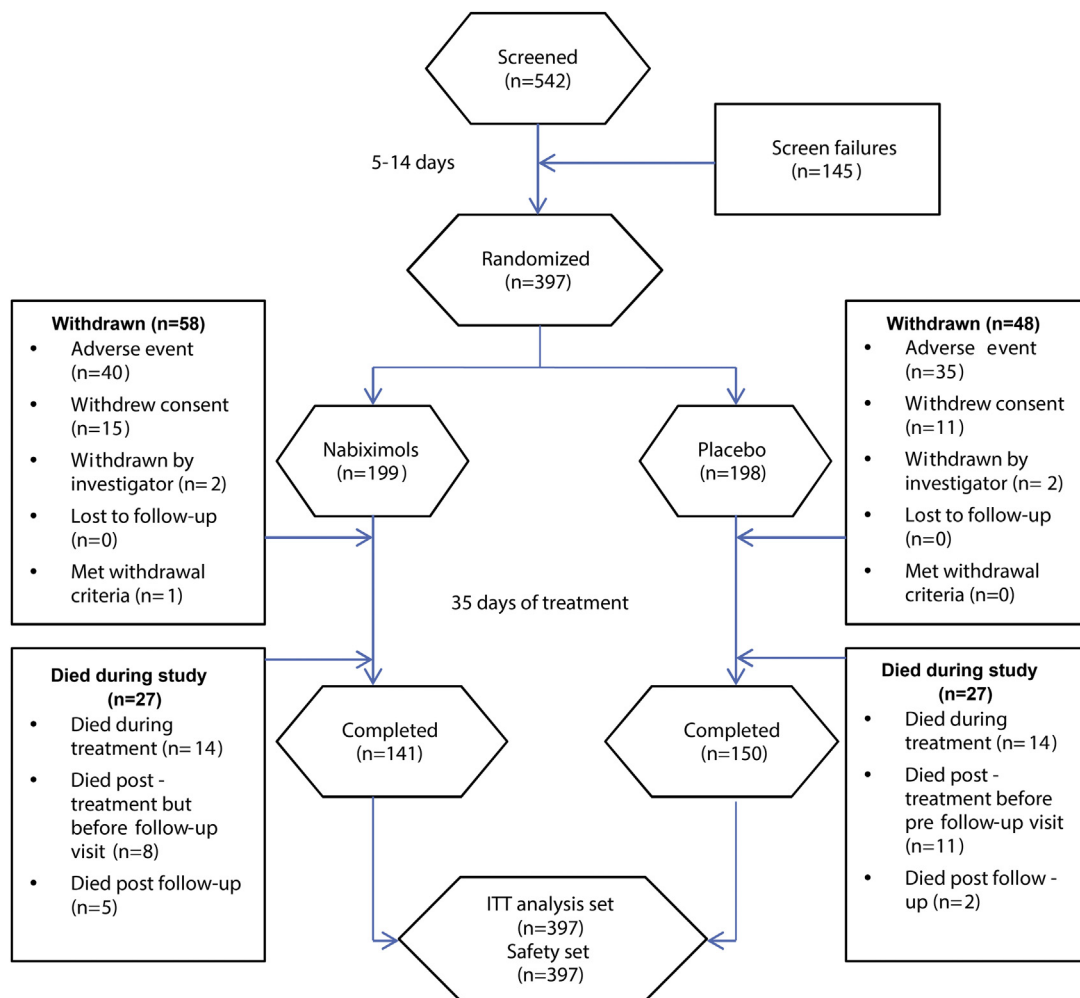 Screened
(n=542)
5-14 days
Screen failures
(n=145)
Randomized
(n=397)
Withdrawn (n=58)
• Adverse event
(n=40)
• Withdrew consent
(n=15)
• Withdrawn by
investigator (n= 2)
• Lost to follow-up
(n=0)
• Met withdrawal
criteria (n= 1)
Withdrawn (n=48)
• Adverse event
(n=35)
• Withdrew consent
(n=11)
• Withdrawn by
investigator (n= 2)
• Lost to follow-up
(n=0)
• Met withdrawal
criteria (n=0)
Nabiximols
(n=199)
Placebo
(n=198)
35 days of treatment
Died during study
(n=27)
• Died during
treatment (n= 14)
• Died post -
treatment but
before follow-up
visit (n=8)
• Died post follow-up
(n=5)
Completed
(n=141)
Completed
(n=150)
Died during study
(n=27)
• Died during
treatment (n= 14)
• Died post -
treatment before
pre follow-up visit
(n=11)
• Died post follow -
up (n=2)
ITT analysis set
(n=397)
Safety set
(n=397)